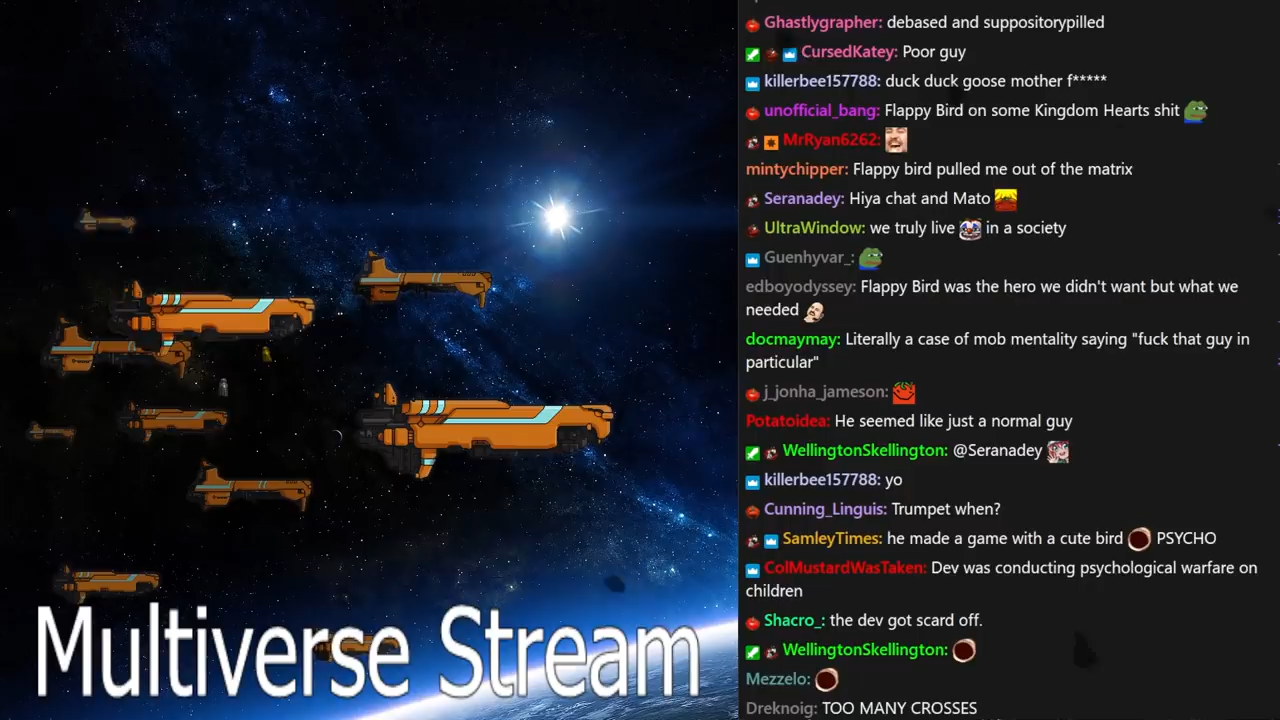 Ghastlygrapher: debased and suppositorypilled
CursedKatey: Poor guy
killerbee157788: duck duck goose mother f*****
unofficial_bang: Flappy Bird on some Kingdom Hearts shit
MrRyan6262:
mintychipper: Flappy bird pulled me out of the matrix
Seranadey: Hiya chat and Mato
UltraWindow: we truly live in a society
Guenhyvar_:
edboyodyssey: Flappy Bird was the hero we didn't want but what we
needed
docmaymay: Literally a case of mob mentality saying "fuck that guy in
particular"
j_jonha_jameson:
Potatoidea: He seemed like just a normal guy
WellingtonSkellington: @Seranadey
killerbee157788: yo
Cunning_Linguis: Trumpet when?
SamleyTimes: he made a game with a cute bird PSYCHO
ColMustardWasTaken: Dev was conducting psychological warfare on
children
Shacro_: the dev got scard off.
WellingtonSkellington:
Mezzelo:
Dreknoig: TOO MANY CROSSES
Multiverse Stream